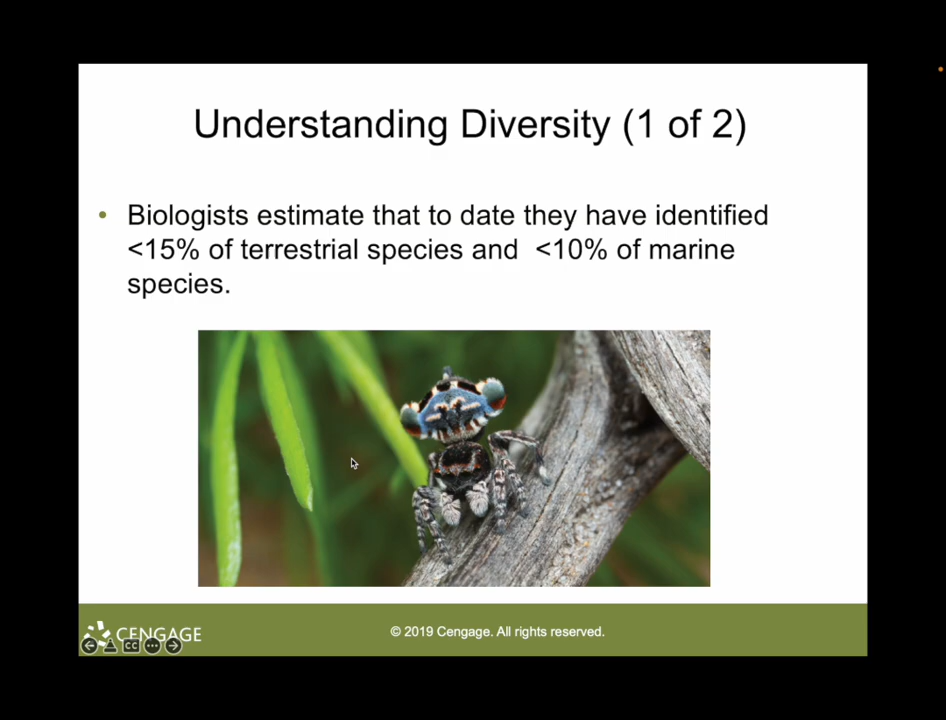 Understanding Diversity (1 of 2)
• Biologists estimate that to date they have identified
<15% of terrestrial species and  <10% of marine
species.
CENGAGE
© 2019 Cengage. All rights reserved.
CC